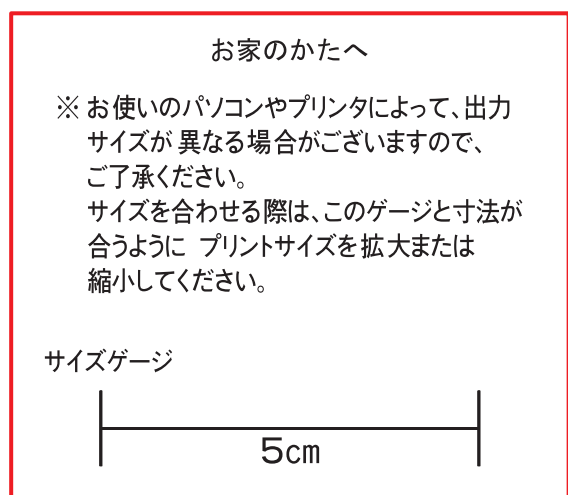 お家のかたへ
※ お使いのパソコンやプリンタによって、出力
サイズが異なる場合がございますので、
ご了承ください。
サイズを合わせる際は、このゲージと寸法が
合うように プリントサイズを拡大または
縮小してください。
サイズゲージ
5cm